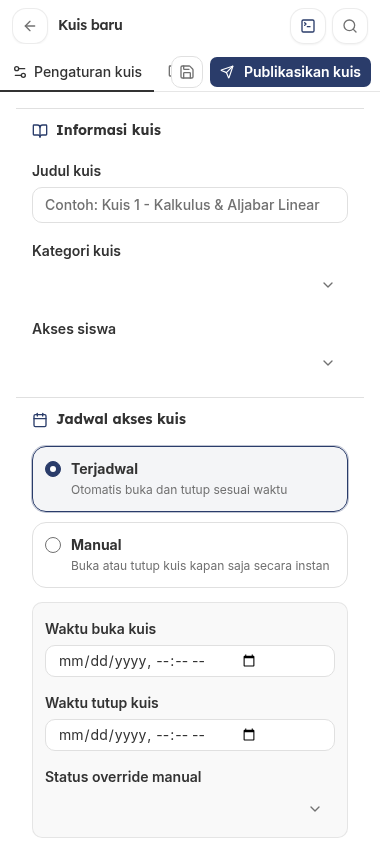 Kuis baru
Pengaturan kuis
Publikasikan kuis
Informasi kuis
Judul kuis
Contoh: Kuis 1 - Kalkulus & Aljabar Linear
Kategori kuis
Akses siswa
Jadwal akses kuis
Terjadwal
Otomatis buka dan tutup sesuai waktu
Manual
Buka atau tutup kuis kapan saja secara instan
Waktu buka kuis
mm/dd/yyyy, --:-- --
Waktu tutup kuis
mm/dd/yyyy, --:-- --
Status override manual